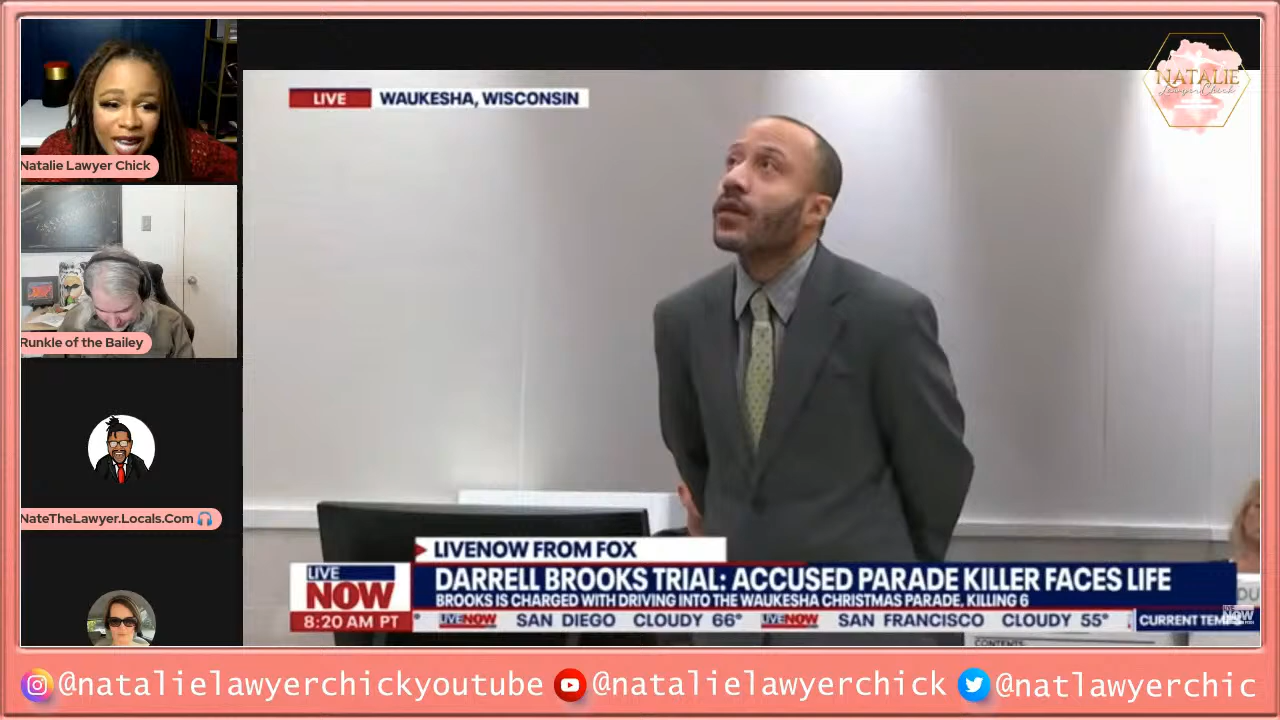 NATALIE
LawyerChick
LIVE WAUKESHA, WISCONSIN
Natalie Lawyer Chick
Runkle of the Bailey
NateTheLawyer.Locals.Com
LIVENOW FROM FOX
LIVE
NOW
DARRELL BROOKS TRIAL: ACCUSED PARADE KILLER FACES LIFE
BROOKS IS CHARGED WITH DRIVING INTO THE WAUKESHA CHRISTMAS PARADE, KILLING 6
8:20 AM PT
LIVENOW SAN DIEGO CLOUDY 66° LIVENOW SAN FRANCISCO CLOUDY 55° CURRENT TEMP
CONTENTS:
@natalielawyerchickyoutube @natalielawyerchick @natlawyerchic